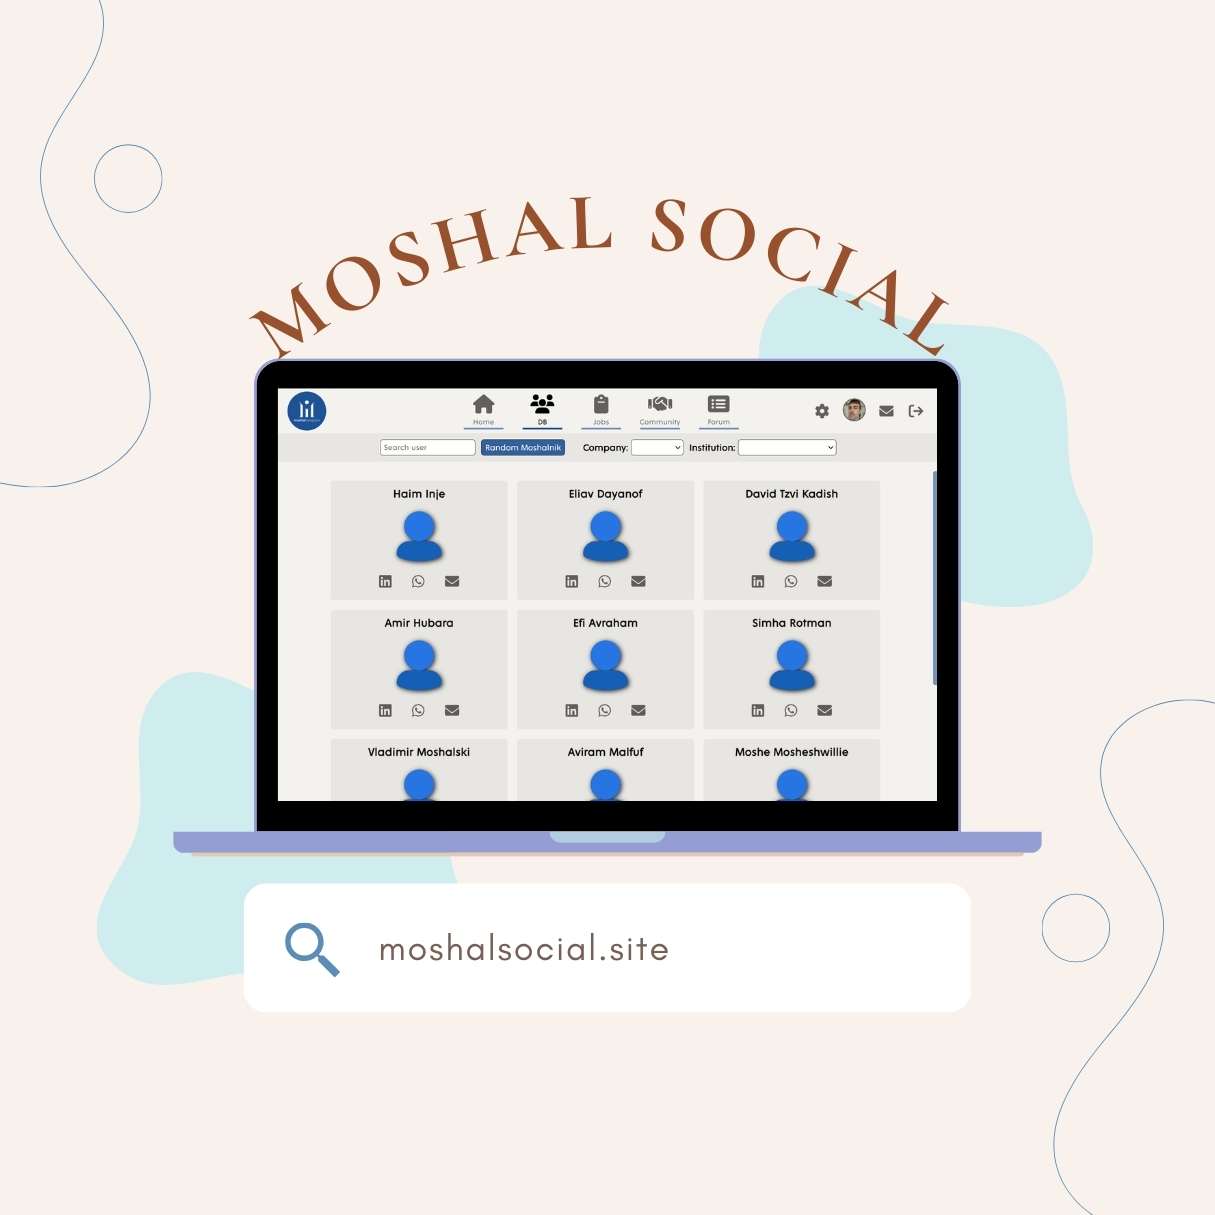 MOSHAL SOCIAL
Home DB Jobs Community Forum
Search user Random Moshalnik Company: Institution:
Haim Inje Eliav Dayanof David Tzvi Kadish
Amir Hubara Efi Avraham Simha Rotman
Vladimir Moshalski Aviram Malfuf Moshe Mosheshwillie
moshalsocial.site